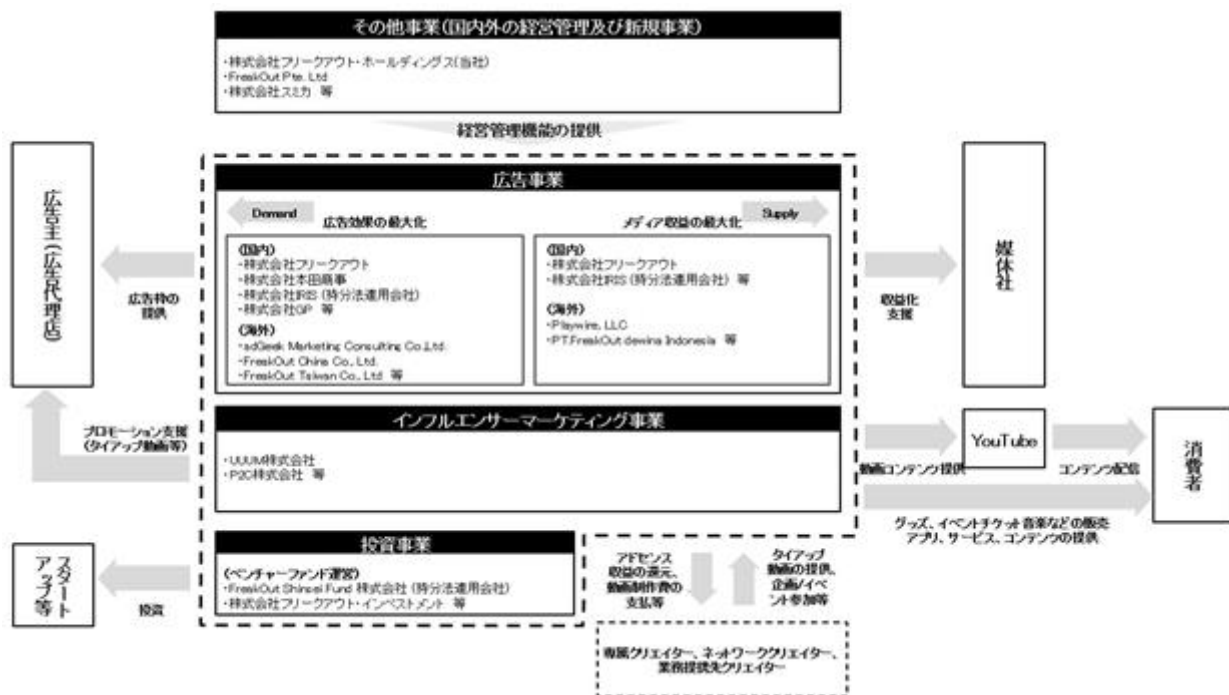 その他事業(国内外の経営管理及び新規事業)
・株式会社フリークアウト・ホールディングス(当社)
・FreakOut Pte. Ltd
・株式会社スミカ 等
経営管理機能の提供
広告事業
Demand
広告効果の最大化
メディア収益の最大化
Supply
(国内)
・株式会社フリークアウト
・株式会社本田商事
・株式会社IRIS (持分法適用会社)
・株式会社GP 等
(海外)
・adGeek Marketing Consulting Co.,Ltd.
・FreakOut China Co., Ltd.
・FreakOut Taiwan Co., Ltd 等
(国内)
・株式会社フリークアウト
・株式会社IRIS (持分法適用会社) 等
(海外)
・Playwire, LLC
・PT.FreakOut dewina Indonesia 等
広告主(広告代理店)
広告枠の
提供
媒体社
収益化
支援
インフルエンサーマーケティング事業
・UUUM株式会社
・P2C株式会社 等
プロモーション支援
(タイアップ動画等)
動画コンテンツ提供
YouTube
コンテンツ配信
消費者
グッズ、イベントチケット音楽などの販売
アプリ、サービス、コンテンツの提供
投資事業
(ベンチャーファンド運営)
・FreakOut Shinsei Fund 株式会社 (持分法適用会社)
・株式会社フリークアウト・インベストメント 等
スタート
アップ等
投資
アドセンス
収益の還元、
動画制作費の
支払等
タイアップ
動画の提供、
企画/イベ
ント参加等
専属クリエイター、ネットワーククリエイター、
業務提携先クリエイター